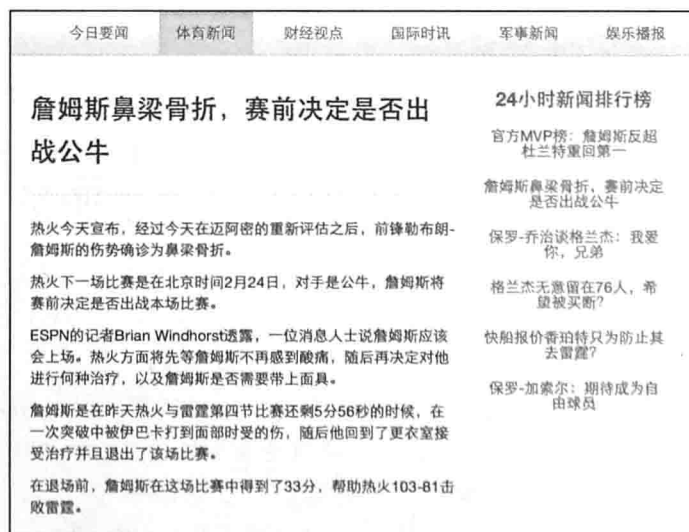 今日要闻 体育新闻 财经视点 国际时讯 军事新闻 娱乐播报
詹姆斯鼻梁骨折，赛前决定是否出
战公牛
热火今天宣布，经过今天在迈阿密的重新评估之后，前锋勒布朗-
詹姆斯的伤势确诊为鼻梁骨折。
热火下一场比赛是在北京时间2月24日，对手是公牛，詹姆斯将
赛前决定是否出战本场比赛。
ESPN的记者Brian Windhorst透露，一位消息人士说詹姆斯应该
会上场。热火方面将先等詹姆斯不再感到酸痛，随后再决定对他
进行何种治疗，以及詹姆斯是否需要带上面具。
詹姆斯是在昨天热火与雷霆第四节比赛还剩5分56秒的时候，在
一次突破中被伊巴卡打到面部时受的伤，随后他回到了更衣室接
受治疗并且退出了该场比赛。
在退场前，詹姆斯在这场比赛中得到了33分，帮助热火103-81击
败雷霆。
24小时新闻排行榜
官方MVP榜：詹姆斯反超
杜兰特重回第一
詹姆斯鼻梁骨折，赛前决定
是否出战公牛
保罗-乔治谈格兰杰：我爱
你，兄弟
格兰杰无意留在76人，希
望被买断？
快船报价香珀特只为防止其
去雷霆？
保罗-加索尔：期待成为自
由球员